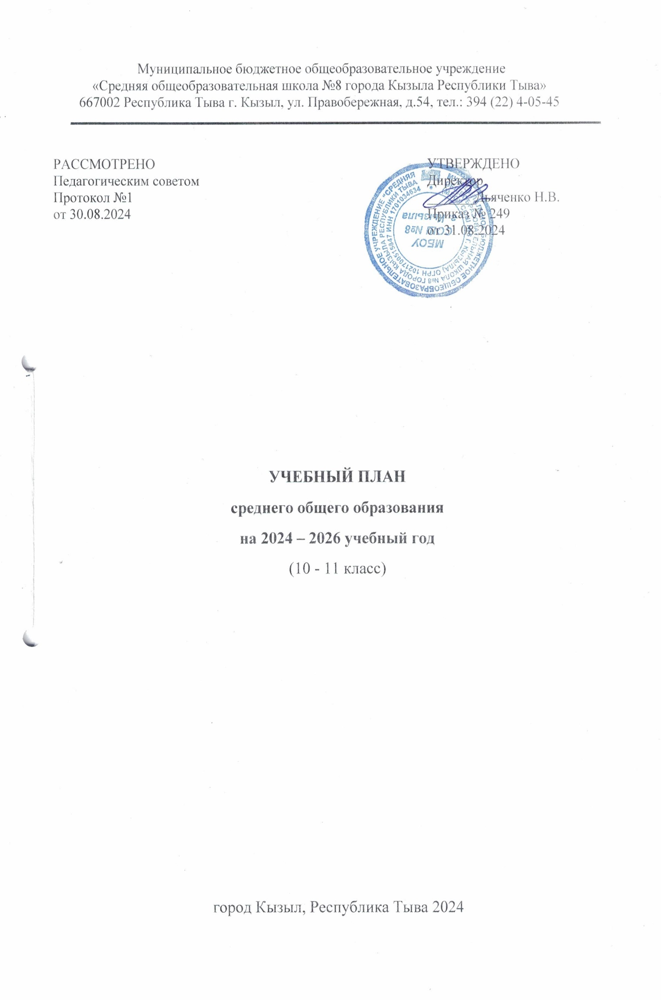 Муниципальное бюджетное общеобразовательное учреждение
«Средняя общеобразовательная школа №8 города Кызыла Республики Тыва»
667002 Республика Тыва г. Кызыл, ул. Правобережная, д.54, тел.: 394 (22) 4-05-45
РАССМОТРЕНО
Педагогическим советом
Протокол №1
от 30.08.2024
УТВЕРЖДЕНО
Директор
Дьяченко Н.В.
Приказ № 249
от 31.08.2024
МБОУ
СОШ №8
г. Кызыла
ОБЩЕОБРАЗОВАТЕЛЬНОЕ УЧРЕЖДЕНИЕ "СРЕДНЯЯ
ШКОЛА №8 ГОРОДА КЫЗЫЛА РЕСПУБЛИКИ ТЫВА
ОГРН 1021700515847 ИНН 1701034634 *
УЧЕБНЫЙ ПЛАН
среднего общего образования
на 2024 – 2026 учебный год
(10 - 11 класс)
город Кызыл, Республика Тыва 2024